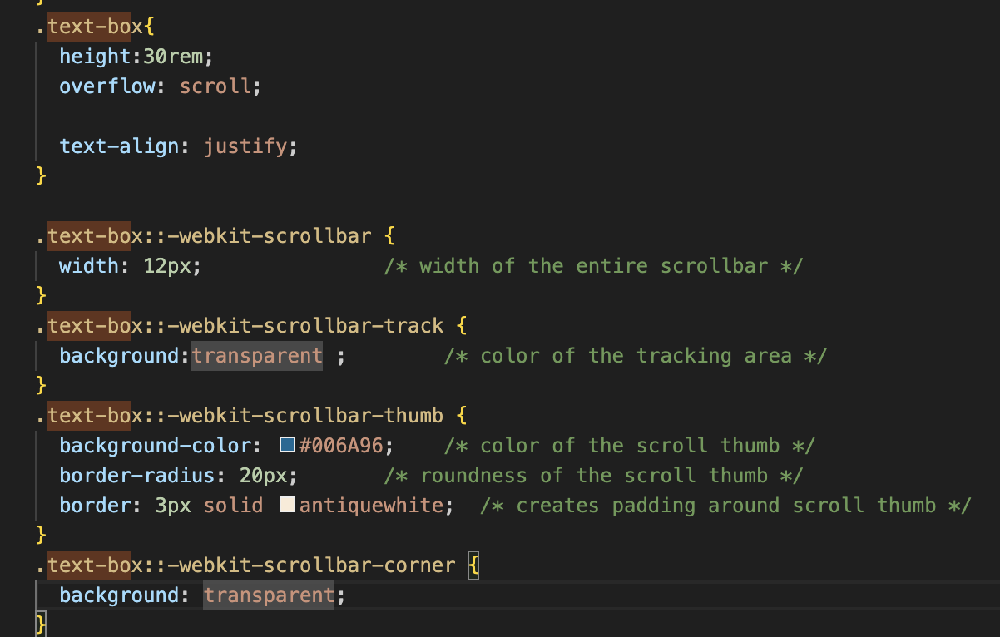 }
.text-box{
height:30rem;
overflow: scroll;
text-align: justify;
}
.text-box::-webkit-scrollbar {
width: 12px;               /* width of the entire scrollbar */
}
.text-box::-webkit-scrollbar-track {
background:transparent ;        /* color of the tracking area */
}
.text-box::-webkit-scrollbar-thumb {
background-color: #006A96;    /* color of the scroll thumb */
border-radius: 20px;       /* roundness of the scroll thumb */
border: 3px solid antiquewhite;  /* creates padding around scroll thumb */
}
.text-box::-webkit-scrollbar-corner {
background: transparent;
}